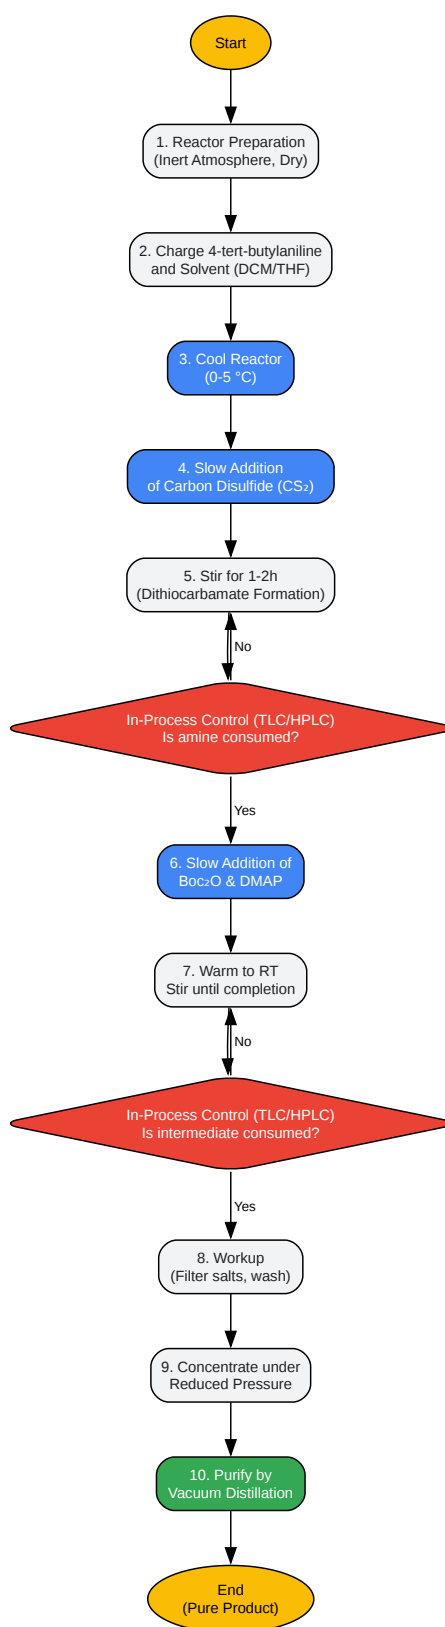 Start
1. Reactor Preparation
(Inert Atmosphere, Dry)
2. Charge 4-tert-butylaniline
and Solvent (DCM/THF)
3. Cool Reactor
(0-5 °C)
4. Slow Addition
of Carbon Disulfide (CS₂)
5. Stir for 1-2h
(Dithiocarbamate Formation)
No
In-Process Control (TLC/HPLC)
Is amine consumed?
Yes
6. Slow Addition of
Boc₂O & DMAP
7. Warm to RT
Stir until completion
No
In-Process Control (TLC/HPLC)
Is intermediate consumed?
Yes
8. Workup
(Filter salts, wash)
9. Concentrate under
Reduced Pressure
10. Purify by
Vacuum Distillation
End
(Pure Product)